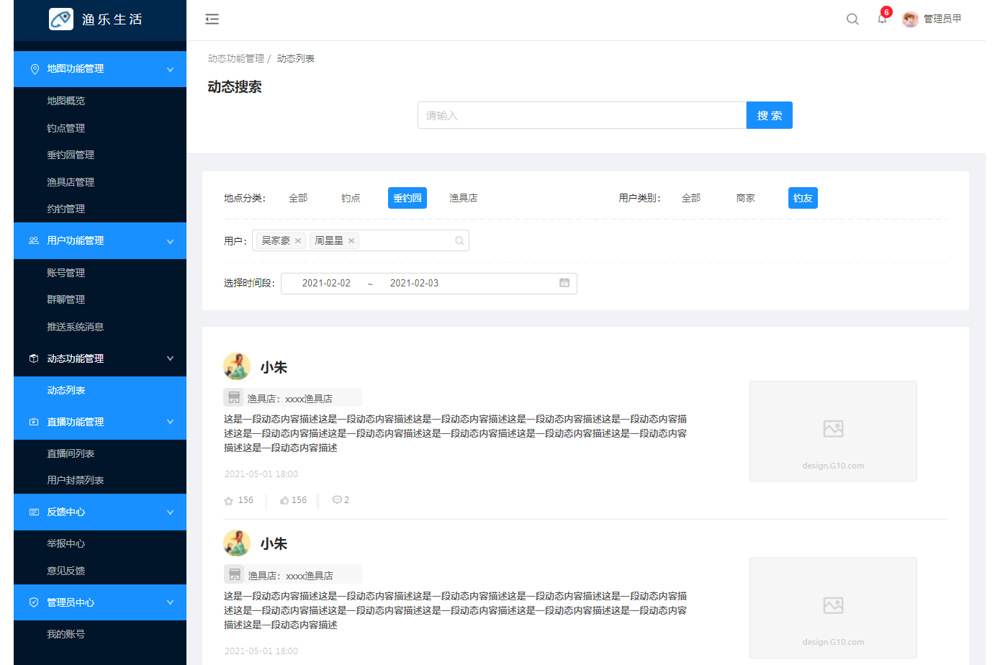 渔乐生活
6
管理员甲
地图功能管理
地图概览
钓点管理
垂钓园管理
渔具店管理
约钓管理
用户功能管理
账号管理
群聊管理
推送系统消息
动态功能管理
动态列表
直播功能管理
直播间列表
用户封禁列表
反馈中心
举报中心
意见反馈
管理员中心
我的账号
动态功能管理 / 动态列表
动态搜索
请输入 搜 索
地点分类： 全部 钓点 垂钓园 渔具店 用户类别： 全部 商家 钓友
用户： 吴家豪 × 周星星 ×
选择时间段： 2021-02-02 ~ 2021-02-03
小朱
渔具店：xxxx渔具店
这是一段动态内容描述这是一段动态内容描述这是一段动态内容描述这是一段动态内容描述这是一段动态内容描
述这是一段动态内容描述这是一段动态内容描述这是一段动态内容描述这是一段动态内容描述这是一段动态内容
描述这是一段动态内容描述
design.G10.com
2021-05-01 18:00
156 156 2
小朱
渔具店：xxxx渔具店
这是一段动态内容描述这是一段动态内容描述这是一段动态内容描述这是一段动态内容描述这是一段动态内容描
述这是一段动态内容描述这是一段动态内容描述这是一段动态内容描述这是一段动态内容描述这是一段动态内容
描述这是一段动态内容描述
design.G10.com
2021-05-01 18:00